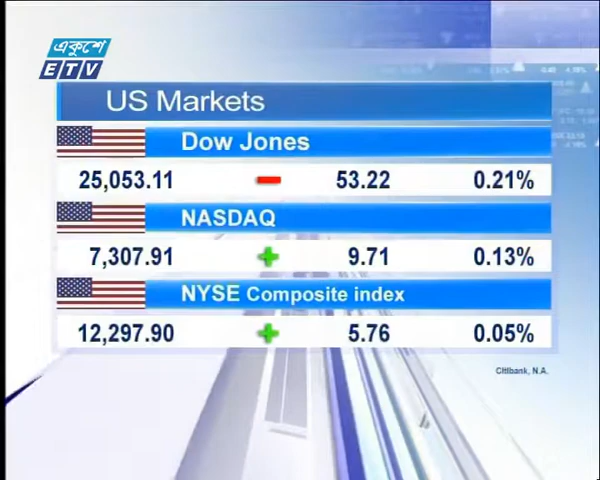 একুশে
ETV
US Markets
Dow Jones
25,053.11 − 53.22 0.21%
NASDAQ
7,307.91 + 9.71 0.13%
NYSE Composite index
12,297.90 + 5.76 0.05%
Citibank, N.A.